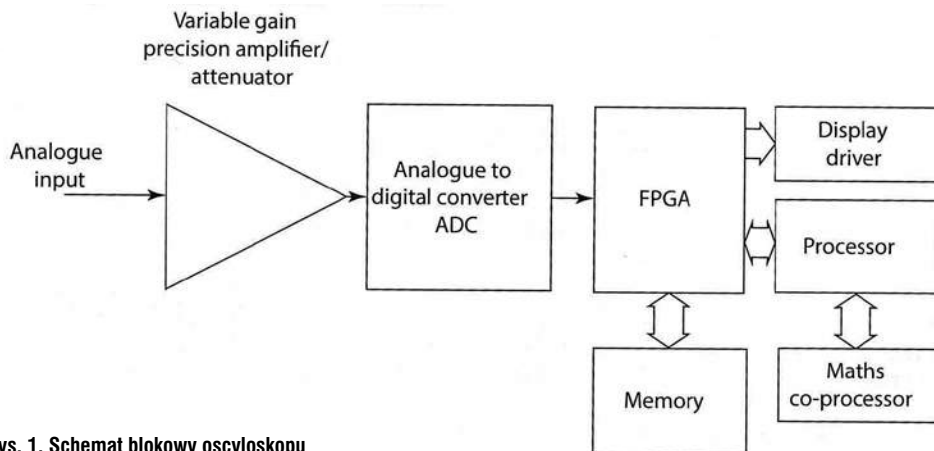 Variable gain
precision amplifier/
attenuator
Analogue
input
Analogue to
digital converter
ADC
FPGA
Display
driver
Processor
Memory
Maths
co-processor
ys. 1. Schemat blokowy oscyloskopu